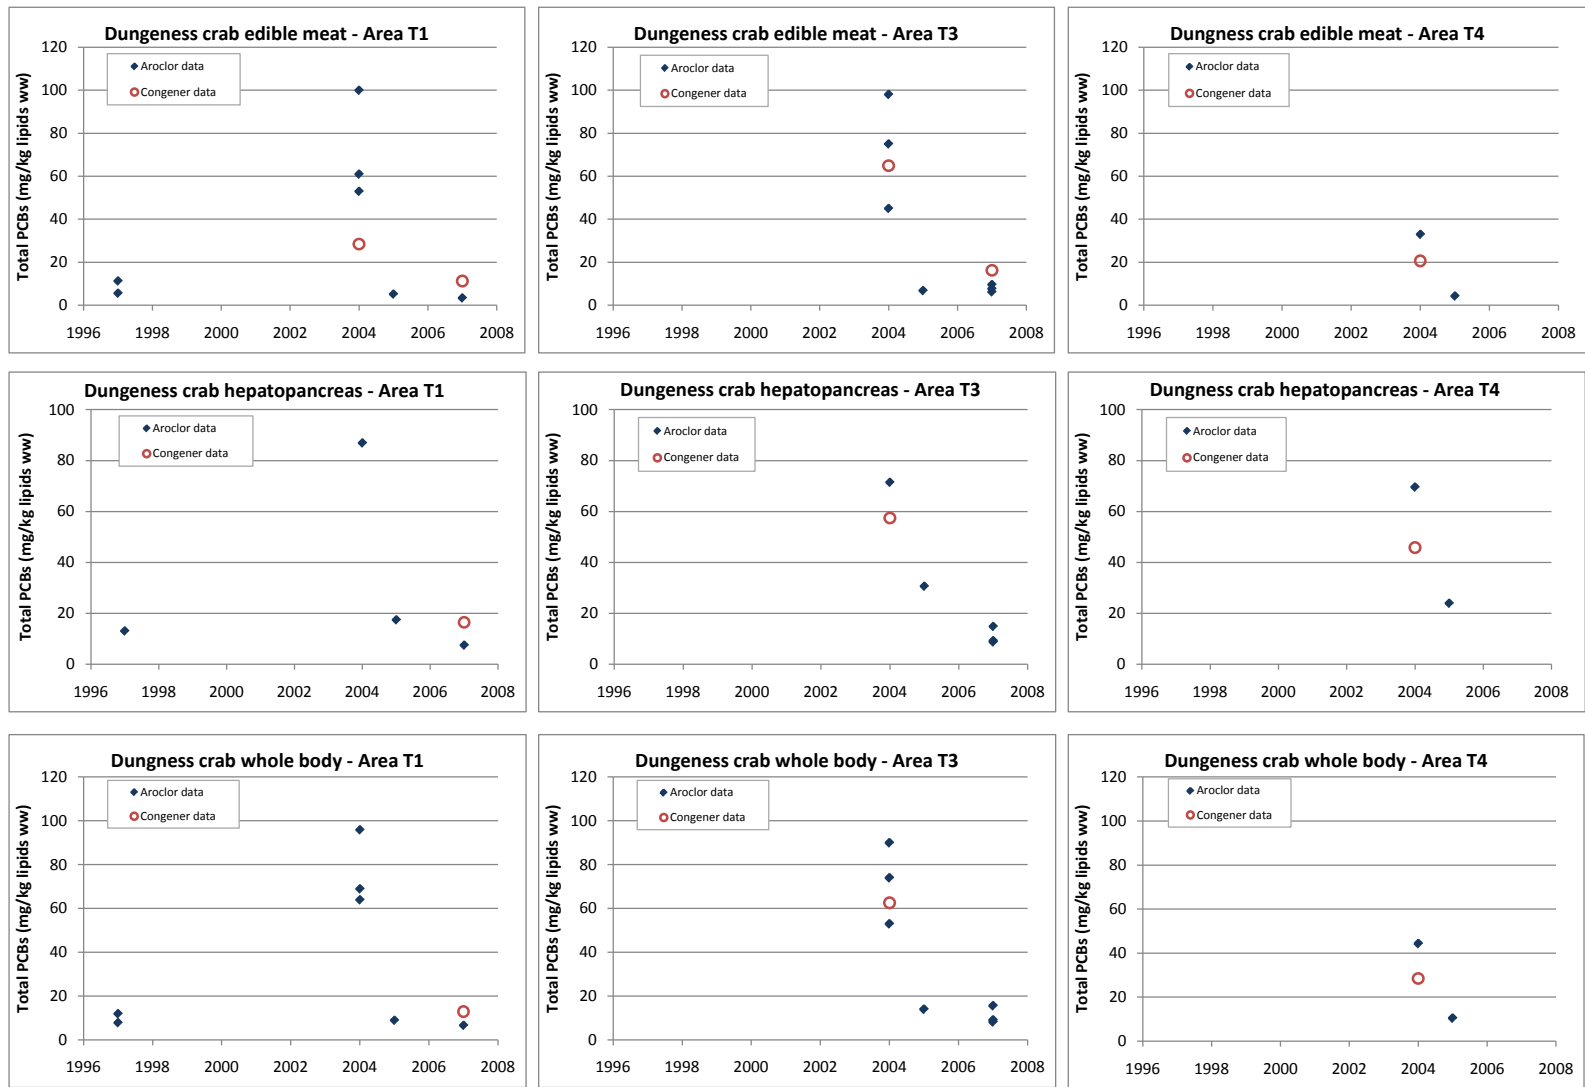 Dungeness crab edible meat - Area T1
Total PCBs (mg/kg lipids ww)
120
100
80
60
40
20
0
Aroclor data
Congener data
1996 1998 2000 2002 2004 2006 2008
Dungeness crab edible meat - Area T3
Total PCBs (mg/kg lipids ww)
120
100
80
60
40
20
0
Aroclor data
Congener data
1996 1998 2000 2002 2004 2006 2008
Dungness crab edible meat - Area T4
Total PCBs (mg/kg lipids ww)
120
100
80
60
40
20
0
Aroclor data
Congener data
1996 1998 2000 2002 2004 2006 2008
Dungeness crab hepatopancreas - Area T1
Total PCBs (mg/kg lipids ww)
100
80
60
40
20
0
Aroclor data
Congener data
1996 1998 2000 2002 2004 2006 2008
Dungeness crab hepatopancreas - Area T3
Total PCBs (mg/kg lipids ww)
100
80
60
40
20
0
Aroclor data
Congener data
1996 1998 2000 2002 2004 2006 2008
Dungness crab hepatopancreas - Area T4
Total PCBs (mg/kg lipids ww)
100
80
60
40
20
0
Aroclor data
Congener data
1996 1998 2000 2002 2004 2006 2008
Dungness crab whole body - Area T1
Total PCBs (mg/kg lipids ww)
120
100
80
60
40
20
0
Aroclor data
Congener data
1996 1998 2000 2002 2004 2006 2008
Dungeness crab whole body - Area T3
Total PCBs (mg/kg lipids ww)
120
100
80
60
40
20
0
Aroclor data
Congener data
1996 1998 2000 2002 2004 2006 2008
Dungness crab whole body - Area T4
Total PCBs (mg/kg lipids ww)
120
100
80
60
40
20
0
Aroclor data
Congener data
1996 1998 2000 2002 2004 2006 2008